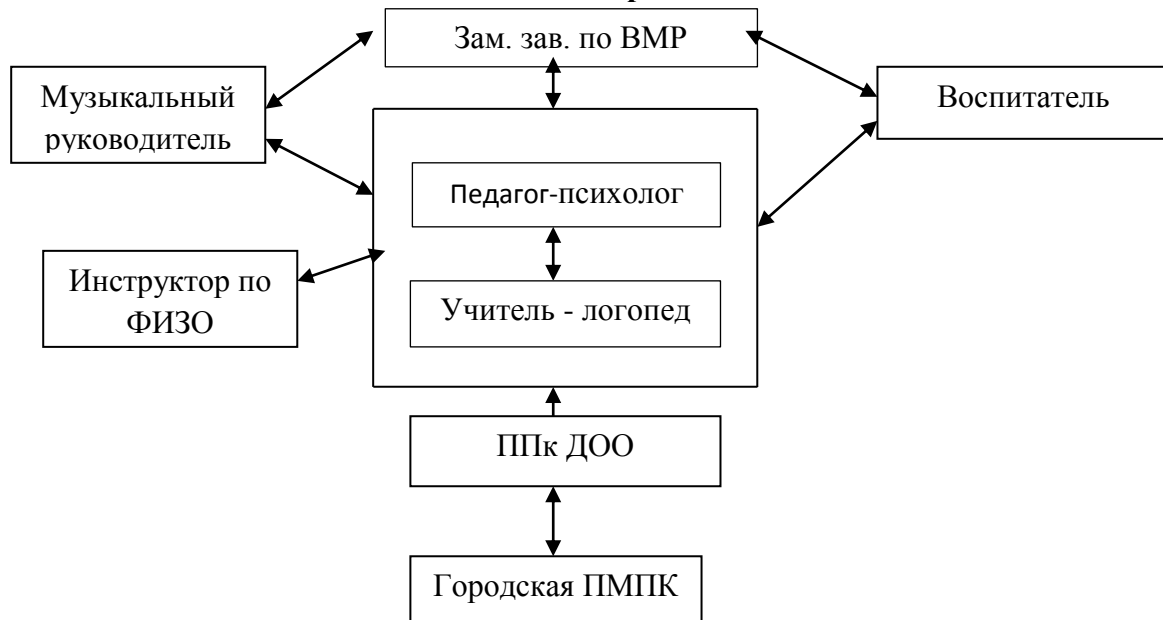 Зам. зав. по ВМР
Музыкальный
руководитель
Воспитатель
Педагог-психолог
Инструктор по
ФИЗО
Учитель - логопед
ППк ДОО
Городская ПМПК